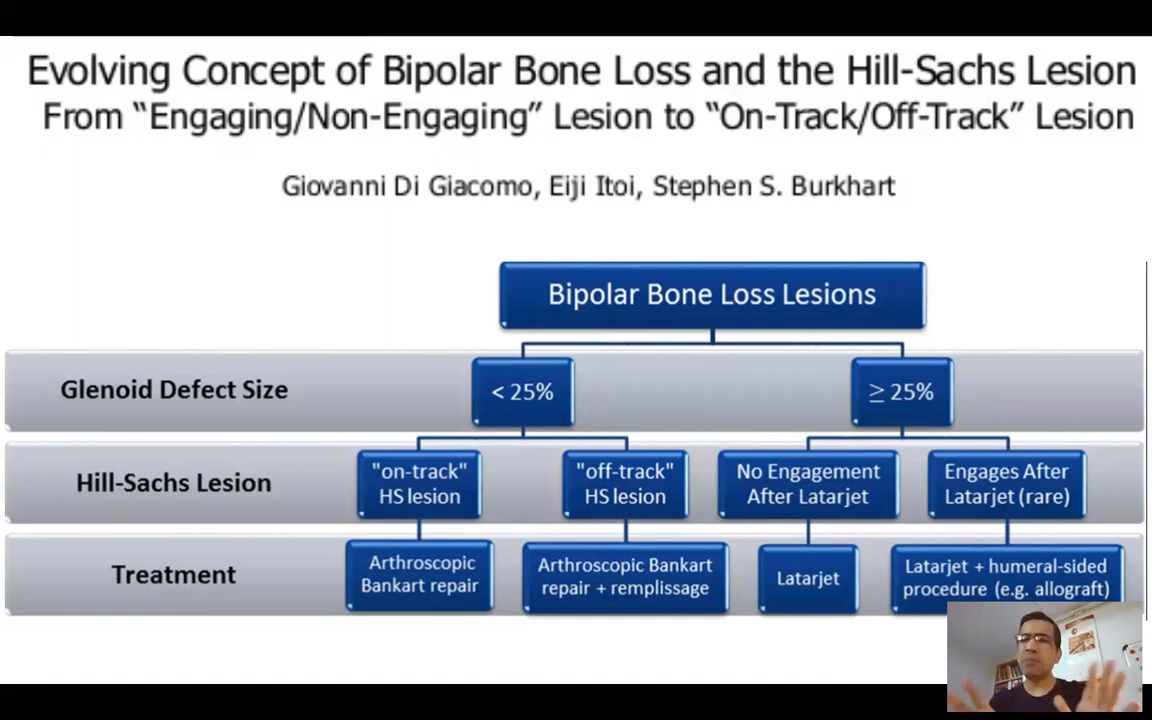 Evolving Concept of Bipolar Bone Loss and the Hill-Sachs Lesion
From “Engaging/Non-Engaging” Lesion to “On-Track/Off-Track” Lesion
Giovanni Di Giacomo, Eiji Itoi, Stephen S. Burkhart
Bipolar Bone Loss Lesions
Glenoid Defect Size
< 25%
≥ 25%
Hill-Sachs Lesion
"on-track"
HS lesion
"off-track"
HS lesion
No Engagement
After Latarjet
Engages After
Latarjet (rare)
Treatment
Arthroscopic
Bankart repair
Arthroscopic Bankart
repair + remplissage
Latarjet
Latarjet + humeral-sided
procedure (e.g. allograft)